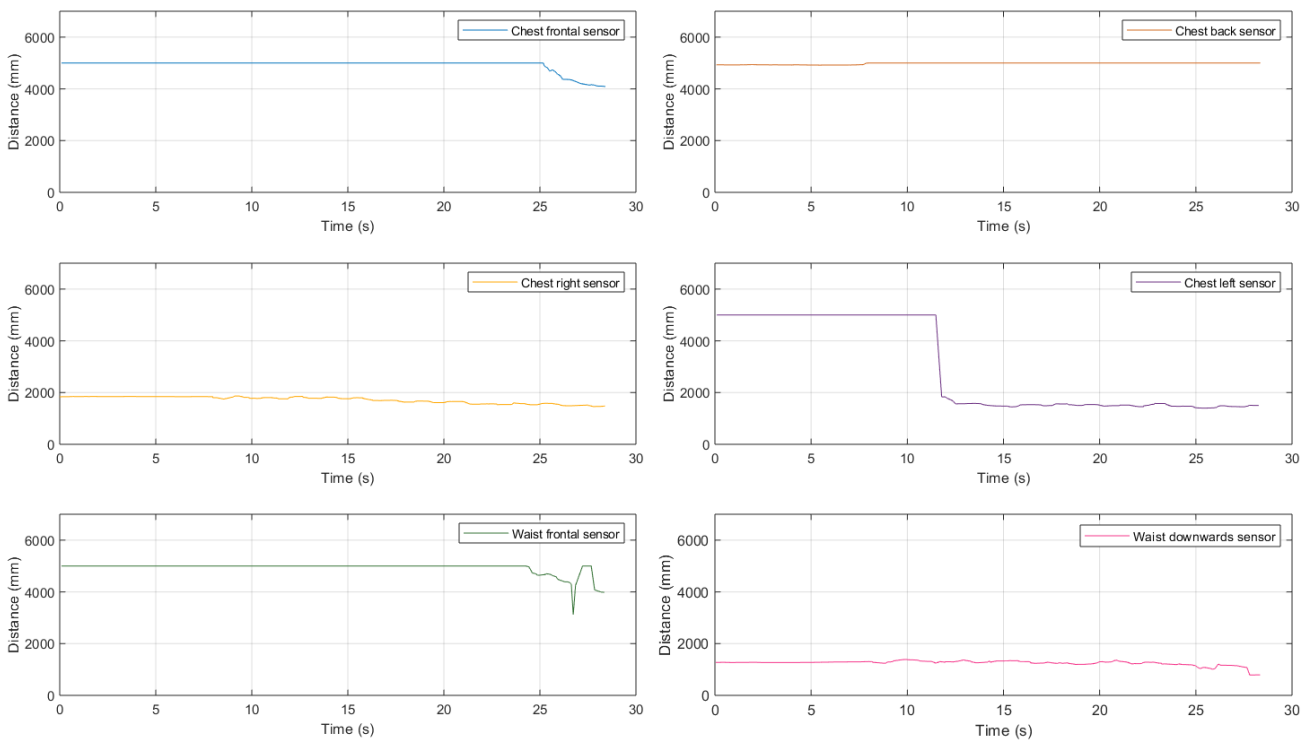 Chest frontal sensor
Distance (mm)
6000
4000
2000
0
0 5 10 15 20 25 30
Time (s)
Chest back sensor
Distance (mm)
6000
4000
2000
0
0 5 10 15 20 25 30
Time (s)
Chest right sensor
Distance (mm)
6000
4000
2000
0
0 5 10 15 20 25 30
Time (s)
Chest left sensor
Distance (mm)
6000
4000
2000
0
0 5 10 15 20 25 30
Time (s)
Waist frontal sensor
Distance (mm)
6000
4000
2000
0
0 5 10 15 20 25 30
Time (s)
Waist downwards sensor
Distance (mm)
6000
4000
2000
0
0 5 10 15 20 25 30
Time (s)